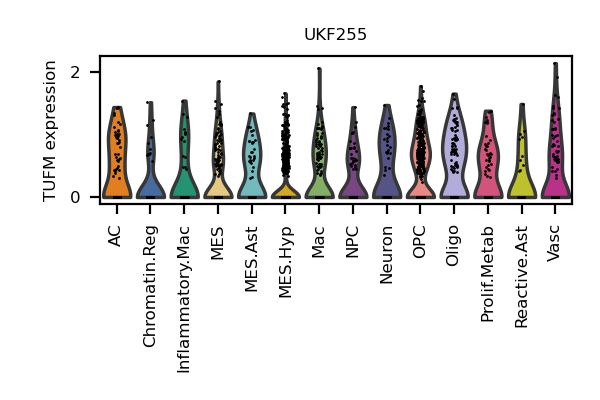 UKF255
TUFM expression
2
0
AC
Chromatin.Reg
Inflammatory.Mac
MES
MES.Ast
MES.Hyp
Mac
NPC
Neuron
OPC
Oligo
Prolif.Metab
Reactive.Ast
Vasc